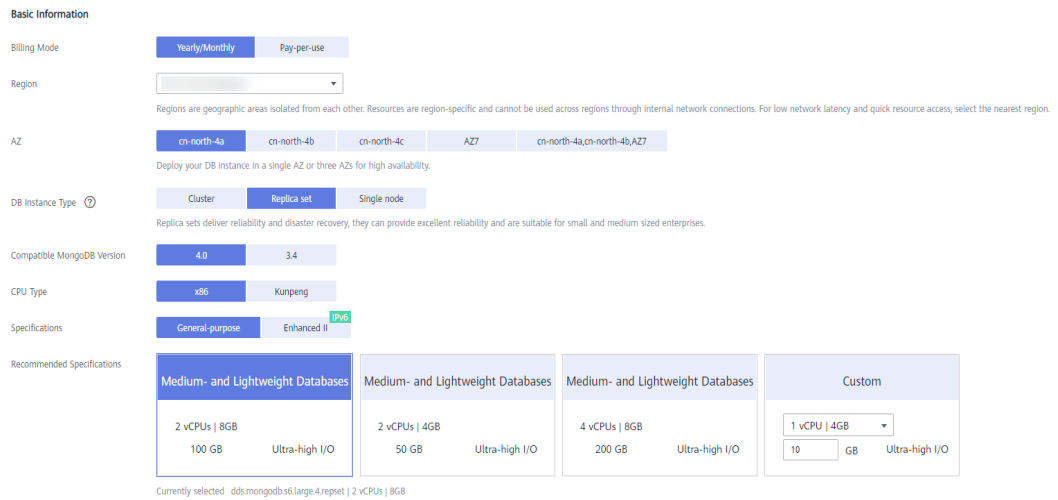 Basic Information
Billing Mode Yearly/Monthly Pay-per-use
Region
Regions are geographic areas isolated from each other. Resources are region-specific and cannot be used across regions through internal network connections. For low network latency and quick resource access, select the nearest region.
AZ cn-north-4a cn-north-4b cn-north-4c AZ7 cn-north-4a,cn-north-4b,AZ7
Deploy your DB instance in a single AZ or three AZs for high availability.
DB Instance Type ? Cluster Replica set Single node
Replica sets deliver reliability and disaster recovery, they can provide excellent reliability and are suitable for small and medium sized enterprises.
Compatible MongoDB Version 4.0 3.4
CPU Type x86 Kunpeng
IPv6
Specifications General-purpose Enhanced II
Recommended Specifications
Medium- and Lightweight Databases Medium- and Lightweight Databases Medium- and Lightweight Databases Custom
2 vCPUs | 8GB 2 vCPUs | 4GB 4 vCPUs | 8GB 1 vCPU | 4GB
100 GB Ultra-high I/O 50 GB Ultra-high I/O 200 GB Ultra-high I/O 10 GB Ultra-high I/O
Currently selected dds.mongodb.s6.large.4.repset | 2 vCPUs | 8GB